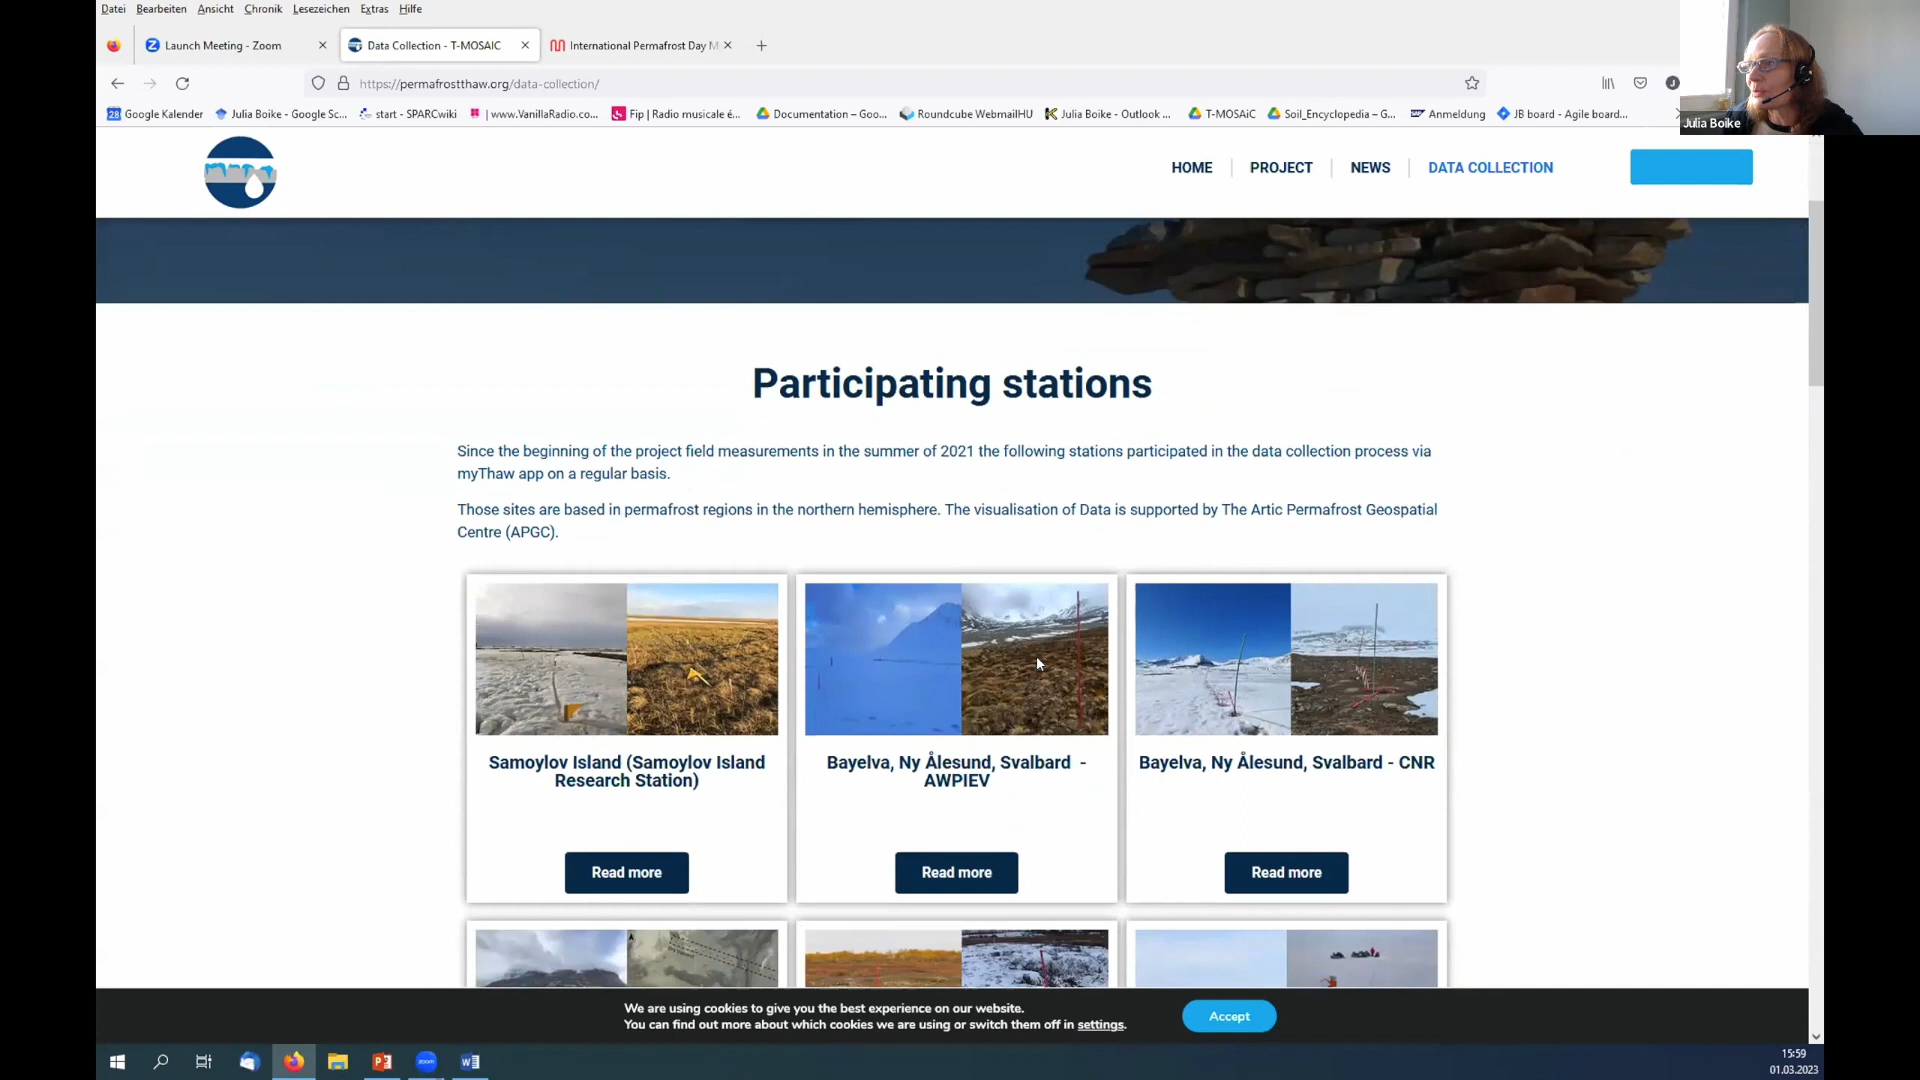 Datei Bearbeiten Ansicht Chronik Lesezeichen Extras Hilfe
Launch Meeting - Zoom
Data Collection - T-MOSAIC
International Permafrost Day M
https://permafrostthaw.org/data-collection/
Google Kalender
Julia Boike - Google Sc...
start - SPARCwiki
| www.VanillaRadio.co...
Fip | Radio musicale é...
Documentation – Goo...
Roundcube WebmailHU
Julia Boike - Outlook ...
T-MOSAiC
Soil_Encyclopedia – G...
Anmeldung
JB board - Agile board...
Julia Boike
HOME
PROJECT
NEWS
DATA COLLECTION
Participating stations
Since the beginning of the project field measurements in the summer of 2021 the following stations participated in the data collection process via
myThaw app on a regular basis.
Those sites are based in permafrost regions in the northern hemisphere. The visualisation of Data is supported by The Artic Permafrost Geospatial
Centre (APGC).
Samoylov Island (Samoylov Island
Research Station)
Read more
Bayelva, Ny Ålesund, Svalbard -
AWPIEV
Read more
Bayelva, Ny Ålesund, Svalbard - CNR
Read more
We are using cookies to give you the best experience on our website.
You can find out more about which cookies we are using or switch them off in settings.
Accept
15:59
01.03.2023